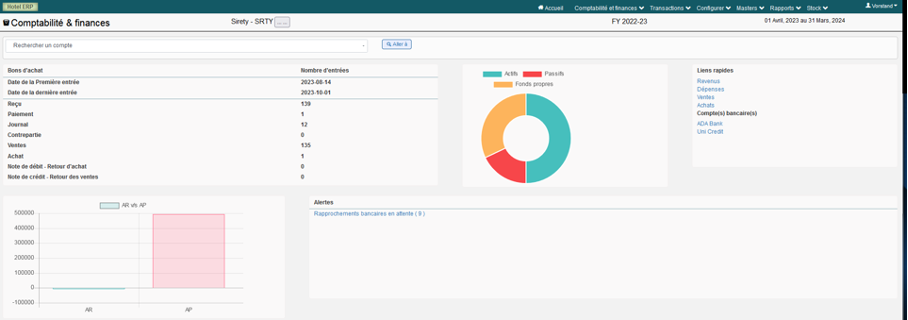 Hotel ERP
Accueil Comptabilité et finances Transactions Configurer Masters Rapports Stock Vorstand
Comptabilité & finances
Sirety - SRTY ... ...
FY 2022-23
01 Avril, 2023 au 31 Mars, 2024
Rechercher un compte
Aller à
Bons d'achat Nombre d'entrées
Date de la Première entrée 2023-08-14
Date de la dernière entrée 2023-10-01
Reçu 139
Paiement 1
Journal 12
Contrepartie 0
Ventes 135
Achat 1
Note de débit - Retour d'achat 0
Note de crédit - Retour des ventes 0
Actifs Passifs
Fonds propres
Liens rapides
Revenus
Dépenses
Ventes
Achats
Compte(s) bancaire(s)
ADA Bank
Uni Credit
AR v/s AP
500000
400000
300000
200000
100000
0
-100000
AR AP
Alertes
Rapprochements bancaires en attente ( 8 )